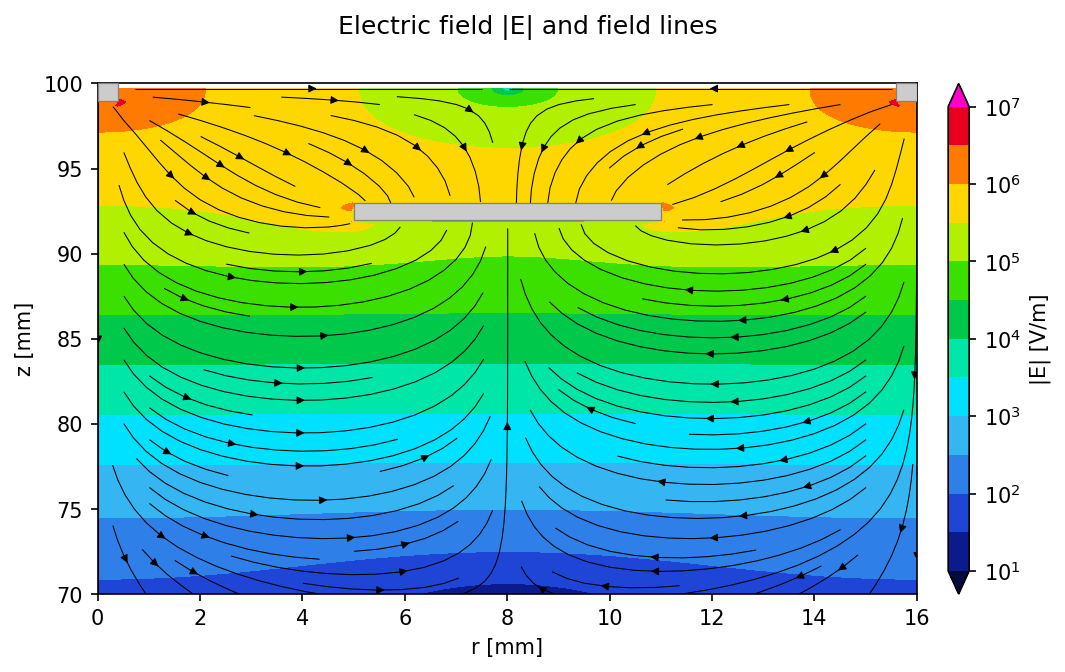 Electric field |E| and field lines
100
95
90
85
80
75
70
z [mm]
0 2 4 6 8 10 12 14 16
r [mm]
10⁷
10⁶
10⁵
10⁴
10³
10²
10¹
|E| [V/m]